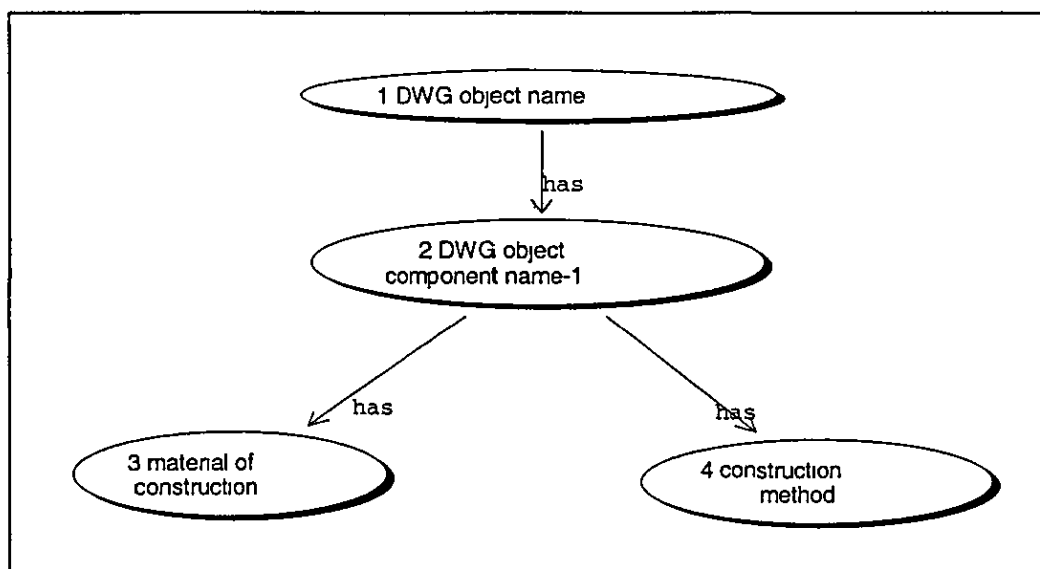 1 DWG object name
has
2 DWG object
component name-1
has
has
3 material of
construction
4 construction
method